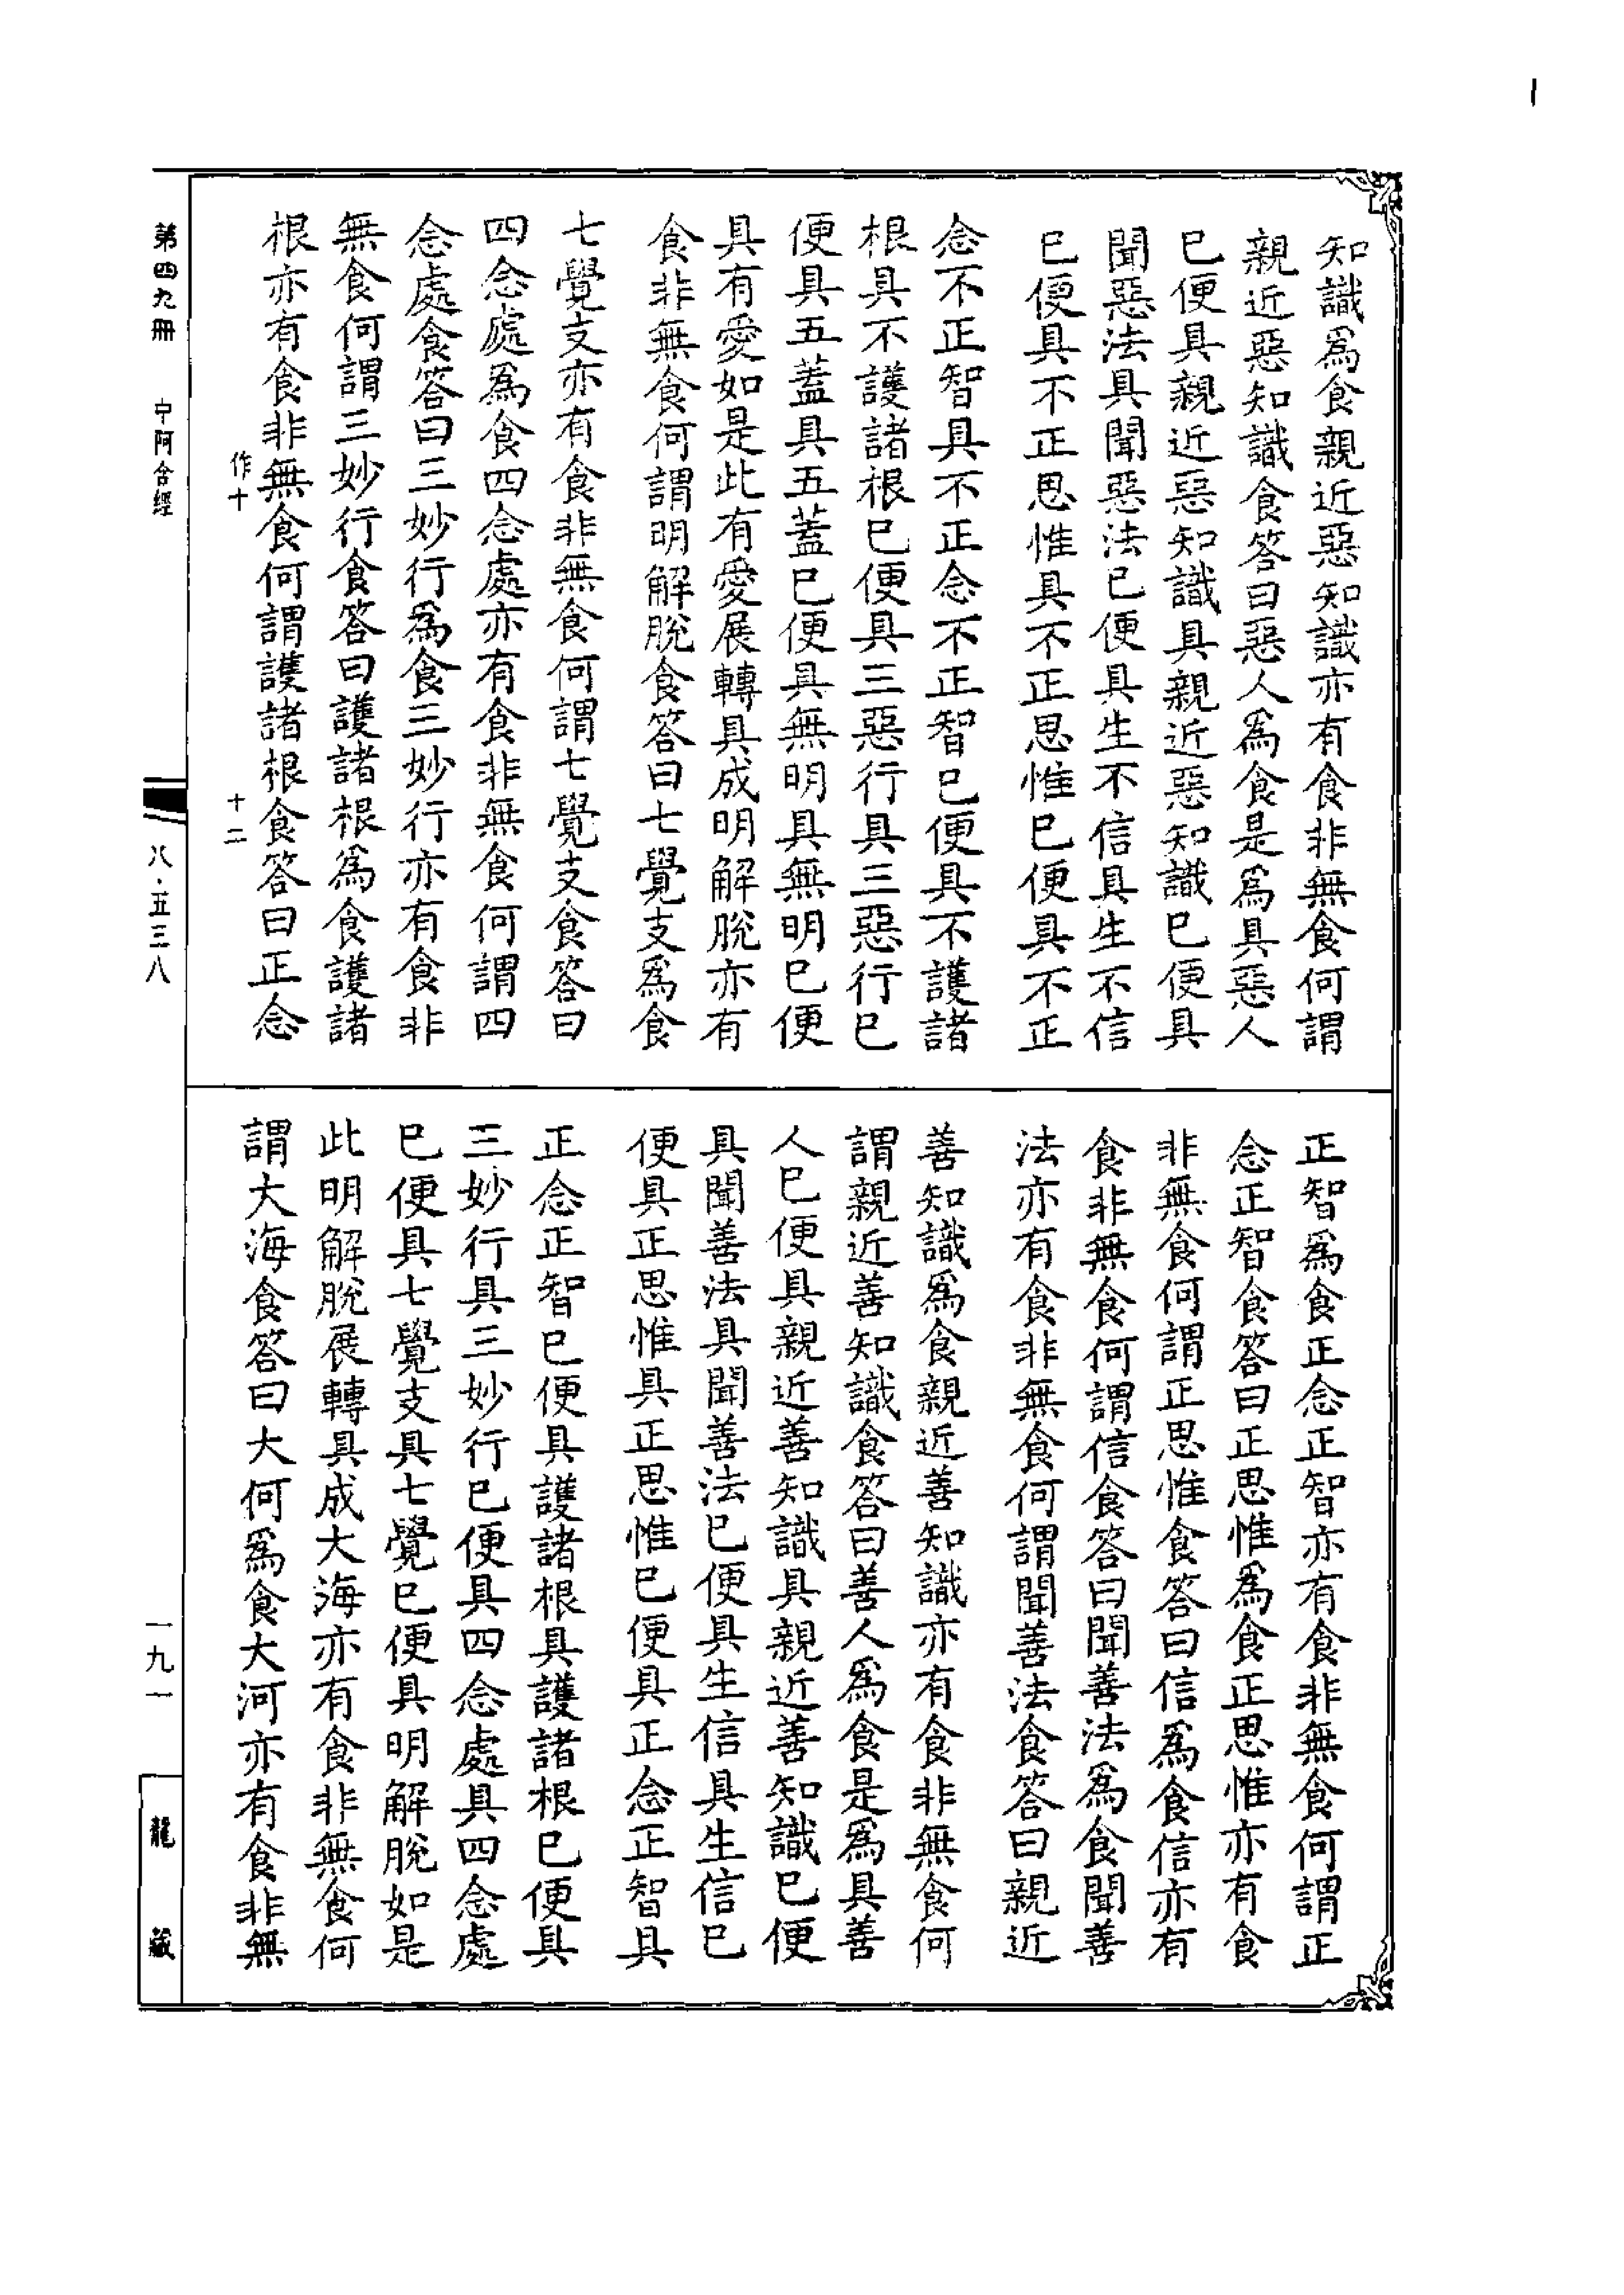 知識爲食親近惡知識亦有食非無食何謂
親近惡知識食答曰惡人爲食是爲具惡人
已便具親近惡知識具親近惡知識已便具
聞惡法具聞惡法已便具生不信具生不信
已便具不正思惟具不正思惟已便具不正
念不正智具不正念不正智已便具不護諸
根具不護諸根已便具三惡行具三惡行已
便具五蓋具五蓋已便具無明具無明已便
具有愛如是此有愛展轉具成明解脫亦有
食非無食何謂明解脫食答曰七覺支爲食
七覺支亦有食非無食何謂七覺支食答曰
四念處爲食四念處亦有食非無食何謂四
念處食答曰三妙行爲食三妙行亦有食非
無食何謂三妙行食答曰護諸根爲食護諸
根亦有食非無食何謂護諸根食答曰正念
作十 十二
正智爲食正念正智亦有食非無食何謂正
念正智食答曰正思惟爲食正思惟亦有食
非無食何謂正思惟食答曰信爲食信亦有
食非無食何謂信食答曰聞善法爲食聞善
法亦有食非無食何謂聞善法食答曰親近
善知識爲食親近善知識亦有食非無食何
謂親近善知識食答曰善人爲食是爲具善
人已便具親近善知識具親近善知識已便
具聞善法具聞善法已便具生信具生信已
便具正思惟具正思惟已便具正念正智具
正念正智已便具護諸根具護諸根已便具
三妙行具三妙行已便具四念處具四念處
已便具七覺支具七覺已便具明解脫如是
此明解脫展轉具成大海亦有食非無食何
謂大海食答曰大何爲食大河亦有食非無
第四九冊 中阿含經 八·五三八 一九一 龍藏